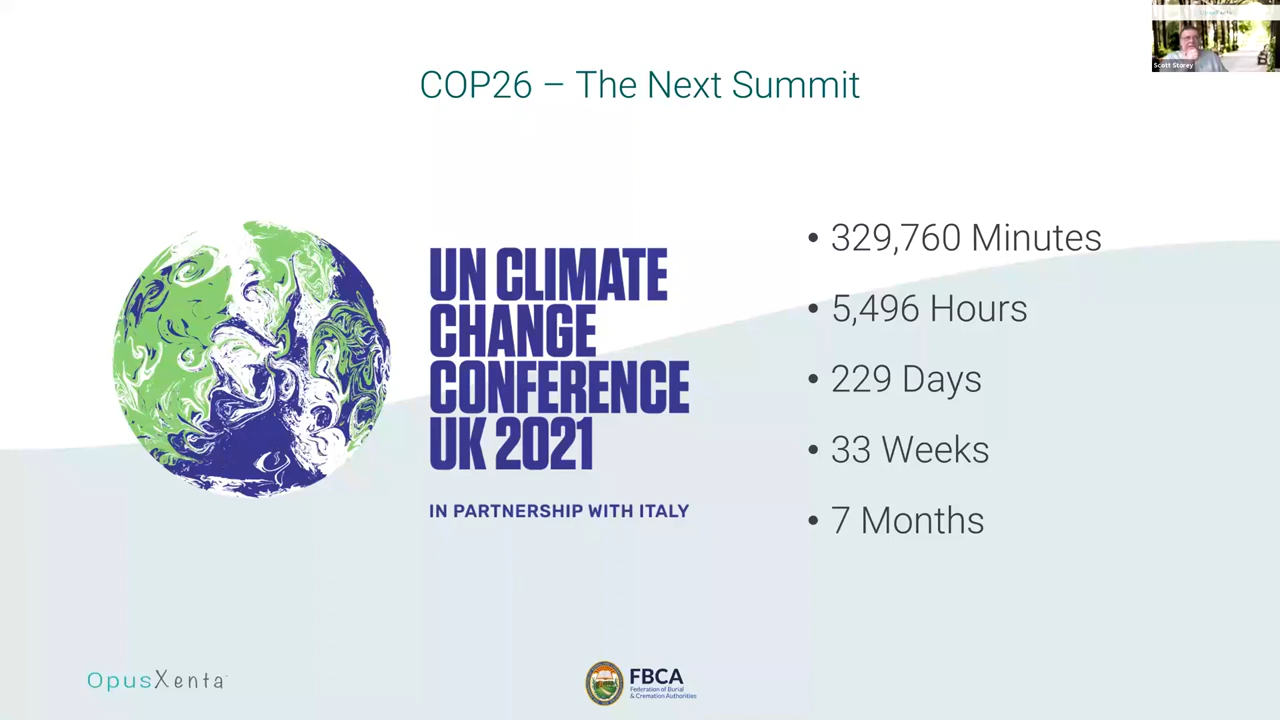 COP26 – The Next Summit
Scott Storey
UN CLIMATE
CHANGE
CONFERENCE
UK 2021
IN PARTNERSHIP WITH ITALY
• 329,760 Minutes
• 5,496 Hours
• 229 Days
• 33 Weeks
• 7 Months
OpusXenta
FBCA
Federation of Burial
& Cremation Authorities